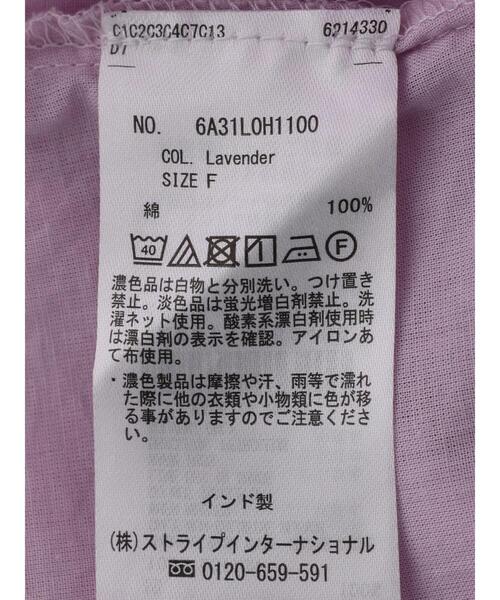 C1C2C3C4C7C13 6214330
D7
NO. 6A31L0H1100
COL. Lavender
SIZE F
綿 100%
40 F
濃色品は白物と分別洗い。つけ置き
禁止。淡色品は蛍光増白剤禁止。洗
濯ネット使用。酸素系漂白剤使用時
は漂白剤の表示を確認。アイロンあ
て布使用。
・濃色製品は摩擦や汗、雨等で濡れ
た際に他の衣類や小物類に色が移
る事がありますのでご注意くださ
い。
インド製
(株)ストライプインターナショナル
0120-659-591